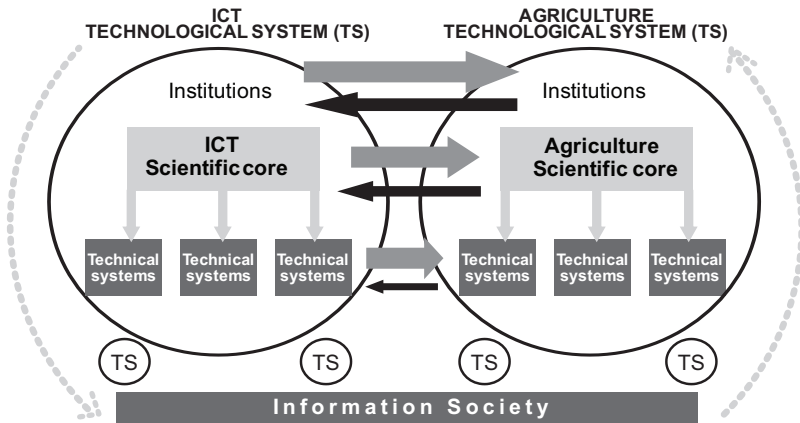 ICT
TECHNOLOGICAL SYSTEM (TS)
AGRICULTURE
TECHNOLOGICAL SYSTEM (TS)
Institutions
Institutions
ICT
Scientific core
Agriculture
Scientific core
Technical
systems
Technical
systems
Technical
systems
Technical
systems
Technical
systems
Technical
systems
TS
TS
TS
TS
Information Society